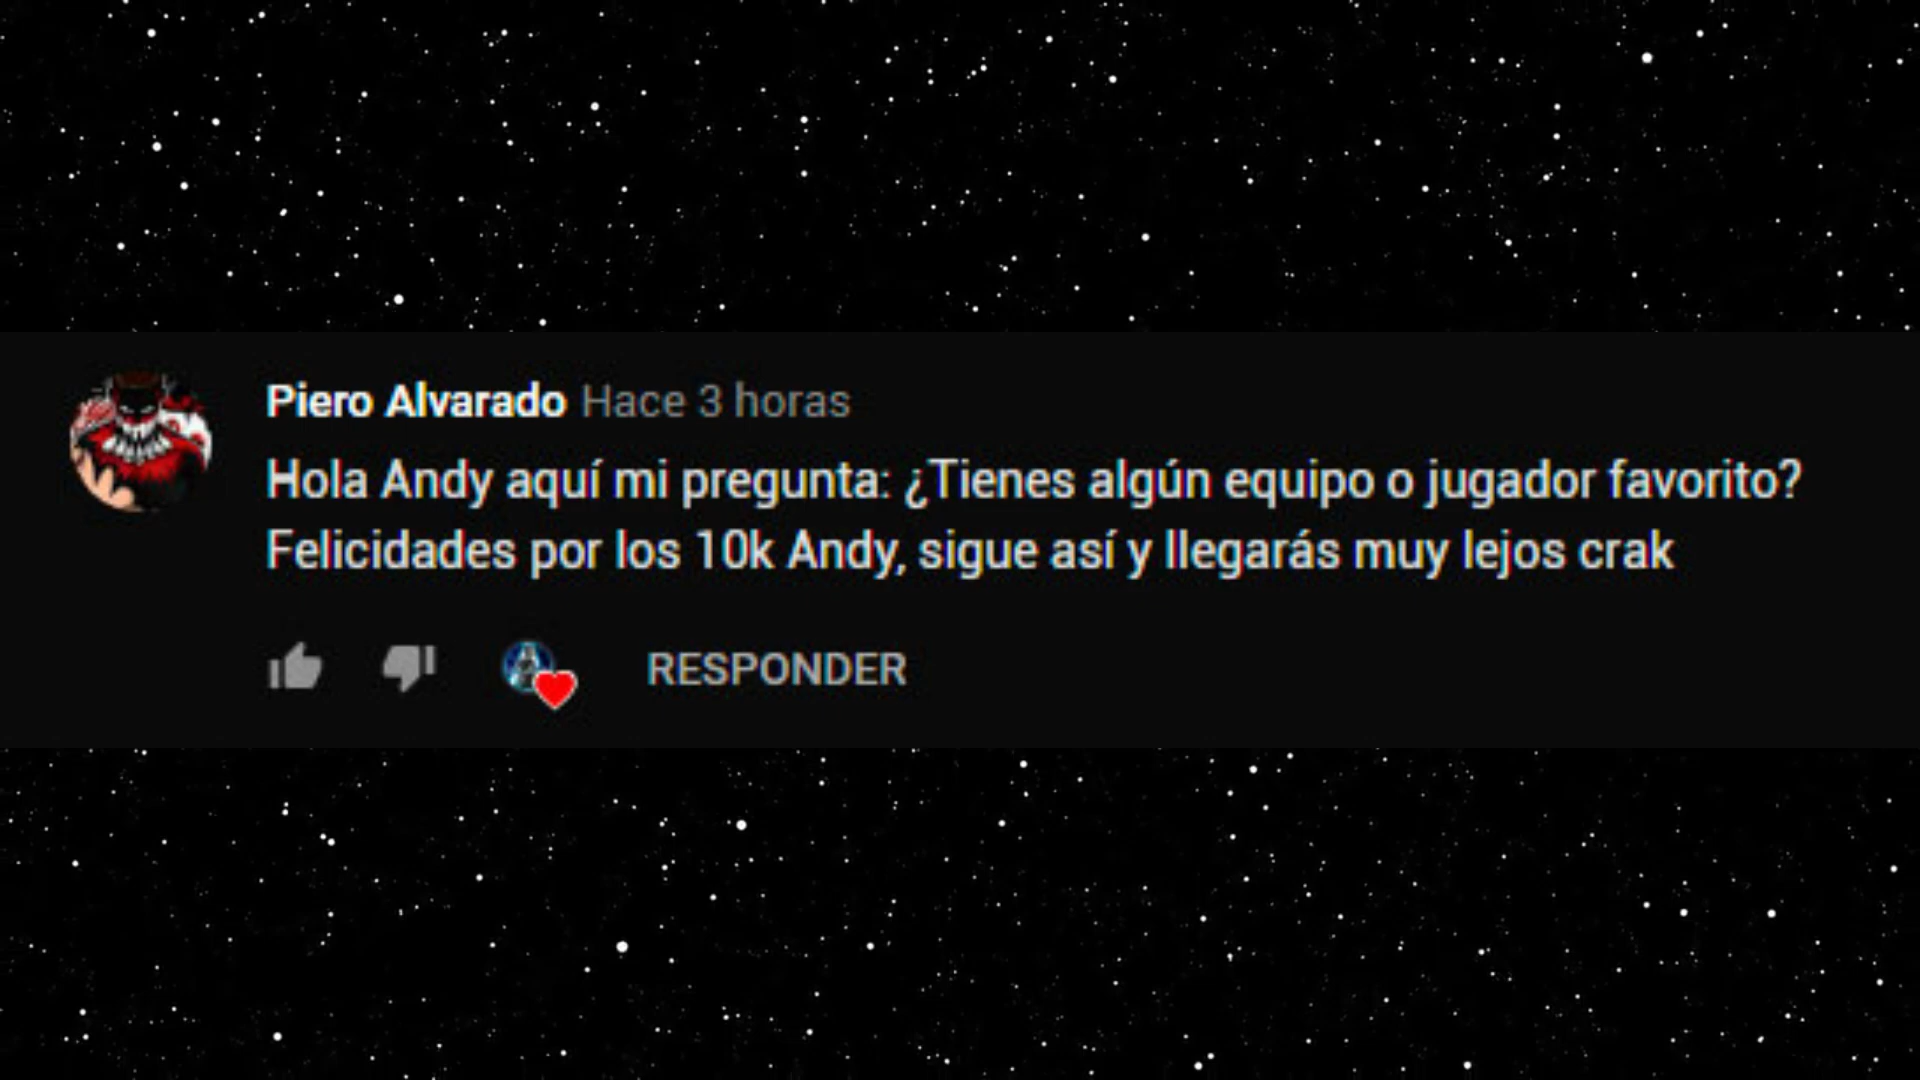 Piero Alvarado Hace 3 horas
Hola Andy aquí mi pregunta: ¿Tienes algún equipo o jugador favorito?
Felicidades por los 10k Andy, sigue así y llegarás muy lejos crak
RESPONDER